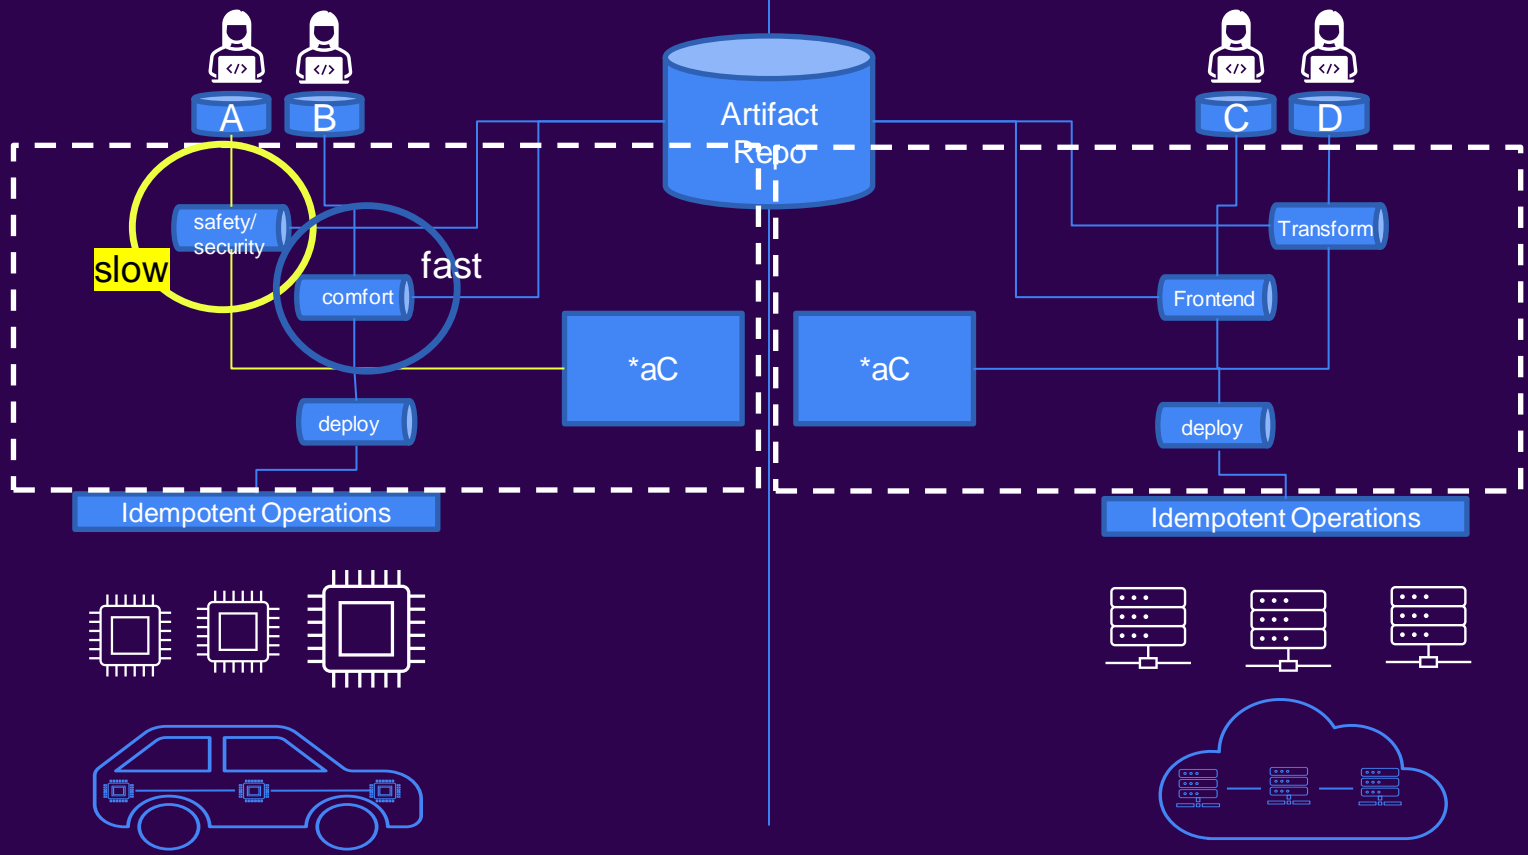 </>
</>
</>
</>
A
B
Artifact
Repo
C
D
safety/
security
slow
fast
comfort
Transform
Frontend
*aC
*aC
deploy
deploy
Idempotent Operations
Idempotent Operations